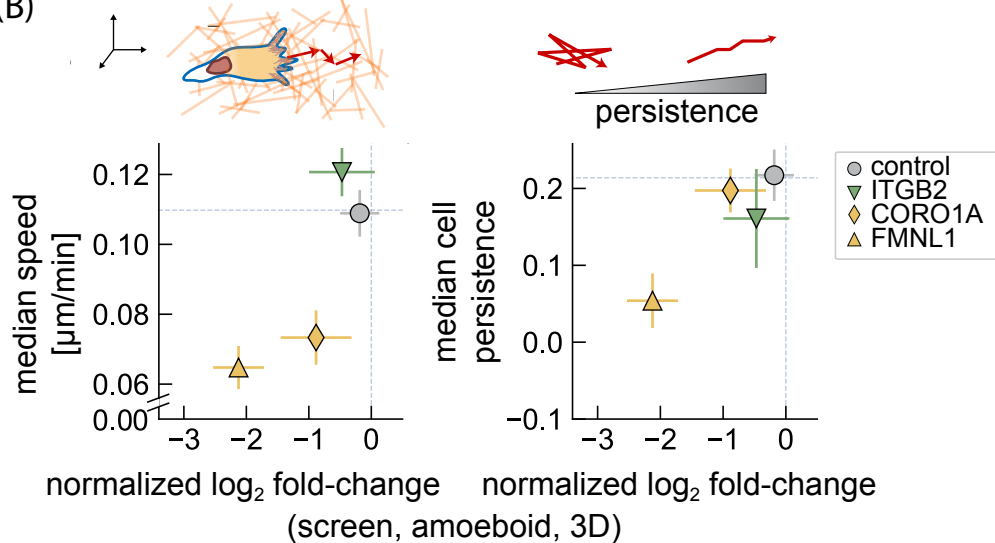 (B)
persistence
median speed
[µm/min]
0.12
0.10
0.08
0.06
0.00
−3 −2 −1 0
normalized log₂ fold-change
median cell
persistence
0.2
0.1
0.0
−0.1
−3 −2 −1 0
normalized log₂ fold-change
(screen, amoeboid, 3D)
control
ITGB2
CORO1A
FMNL1